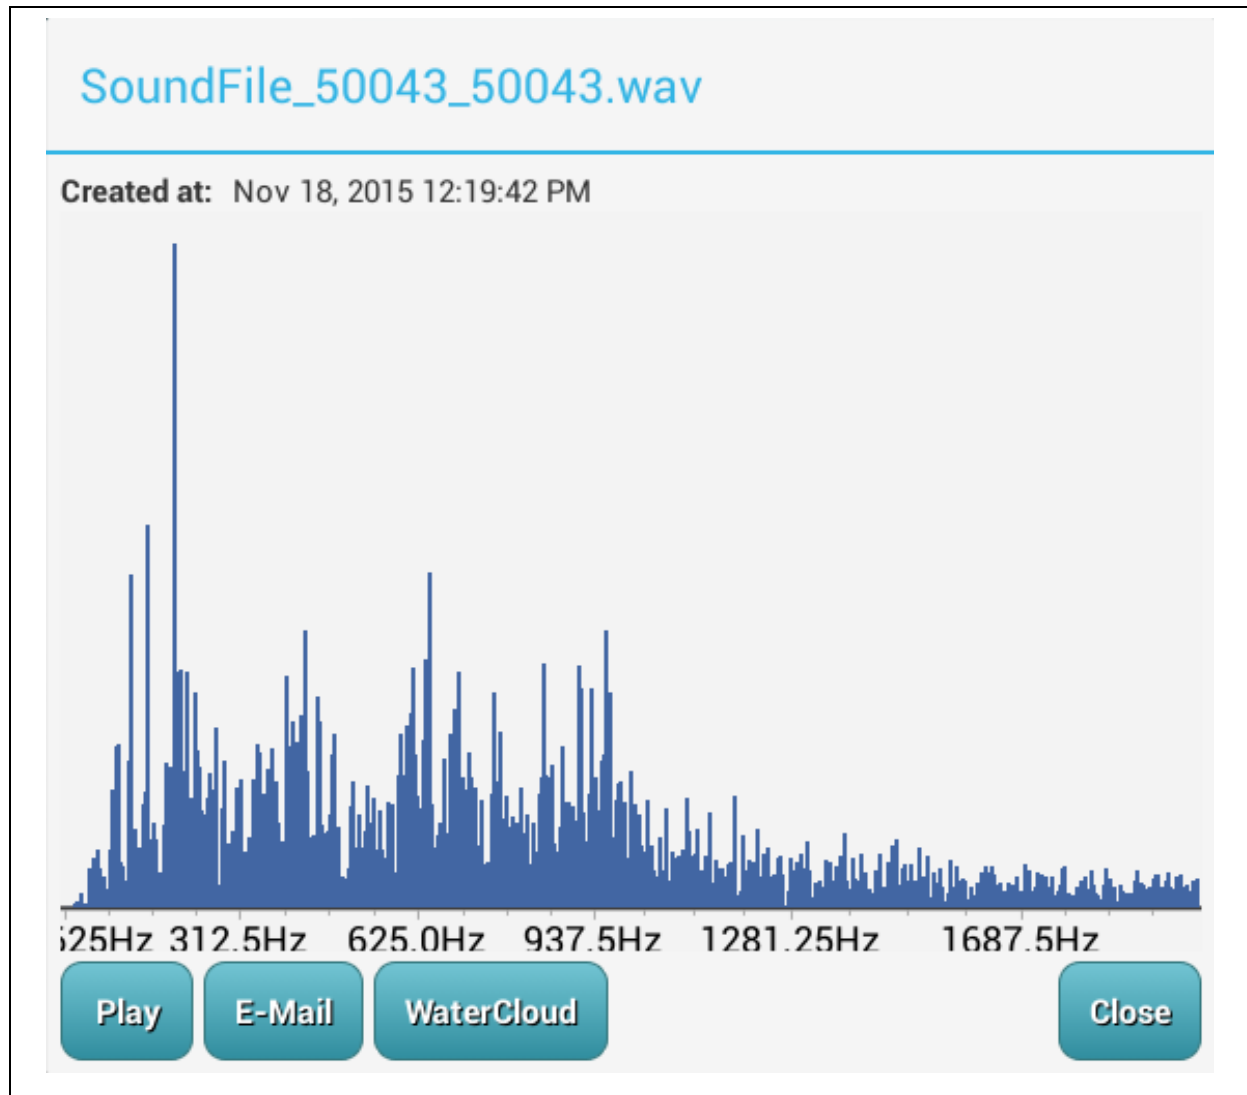 SoundFile_50043_50043.wav
Created at: Nov 18, 2015 12:19:42 PM
525Hz 312.5Hz 625.0Hz 937.5Hz 1281.25Hz 1687.5Hz
Play E-Mail WaterCloud Close